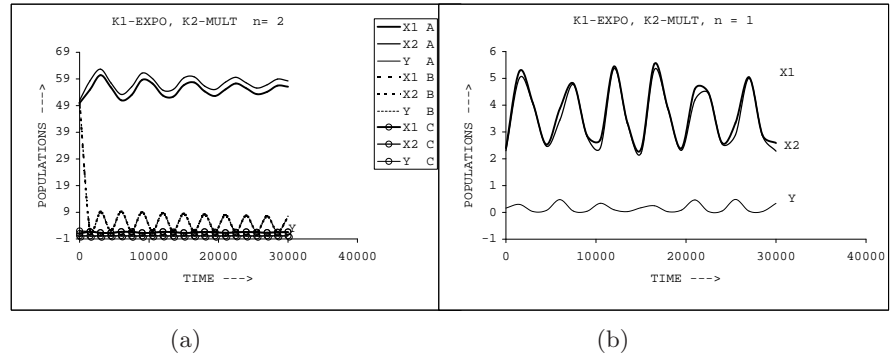 K1-EXPO, K2-MULT n= 2
POPULATIONS --->
69
59
49
39
29
19
9
-1
0
10000
20000
30000
40000
TIME --->
Y
X1 A
X2 A
Y A
X1 B
X2 B
Y B
X1 C
X2 C
Y C
(a)
K1-EXPO, K2-MULT, n = 1
POPULATIONS --->
6
5
4
3
2
1
0
-1
0
10000
20000
30000
40000
TIME --->
X1
X2
Y
(b)